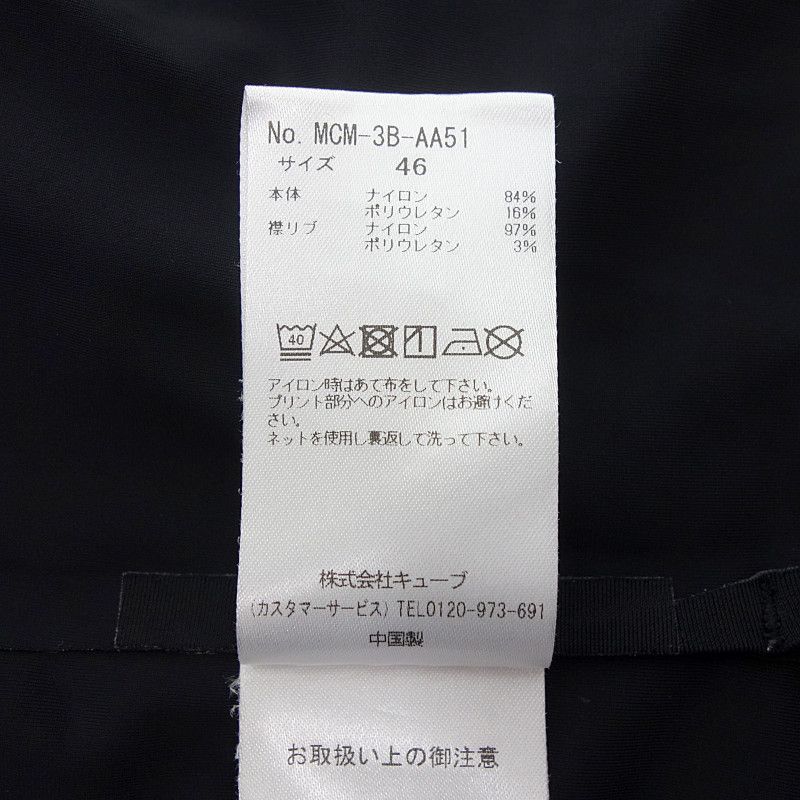 No. MCM-3B-AA51
サイズ 46
本体 ナイロン 84%
ポリウレタン 16%
襟リブ ナイロン 97%
ポリウレタン 3%
40
アイロン時はあて布をして下さい。
プリント部分へのアイロンはお避けくだ
さい。
ネットを使用し裏返して洗って下さい。
株式会社キューブ
(カスタマーサービス)TEL0120-973-691
中国製
お取扱い上の御注意